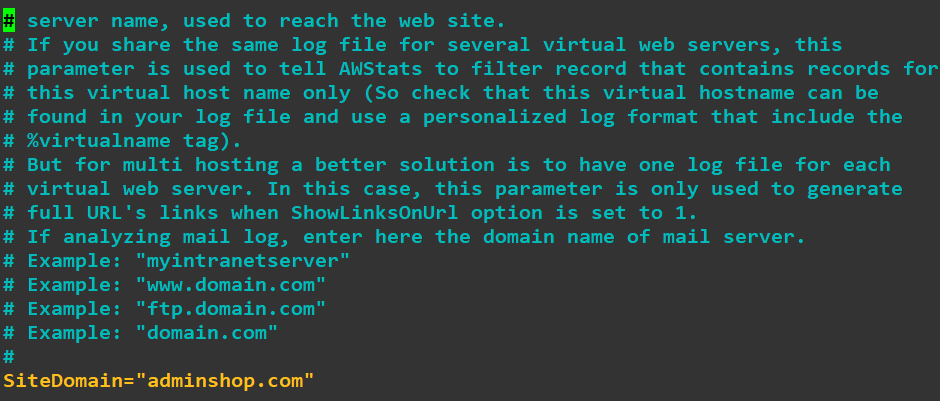 # server name, used to reach the web site.
# If you share the same log file for several virtual web servers, this
# parameter is used to tell AWStats to filter record that contains records for
# this virtual host name only (So check that this virtual hostname can be
# found in your log file and use a personalized log format that include the
# %virtualname tag).
# But for multi hosting a better solution is to have one log file for each
# virtual web server. In this case, this parameter is only used to generate
# full URL's links when ShowLinksOnUrl option is set to 1.
# If analyzing mail log, enter here the domain name of mail server.
# Example: "myintranetserver"
# Example: "www.domain.com"
# Example: "ftp.domain.com"
# Example: "domain.com"
#
SiteDomain="adminshop.com"